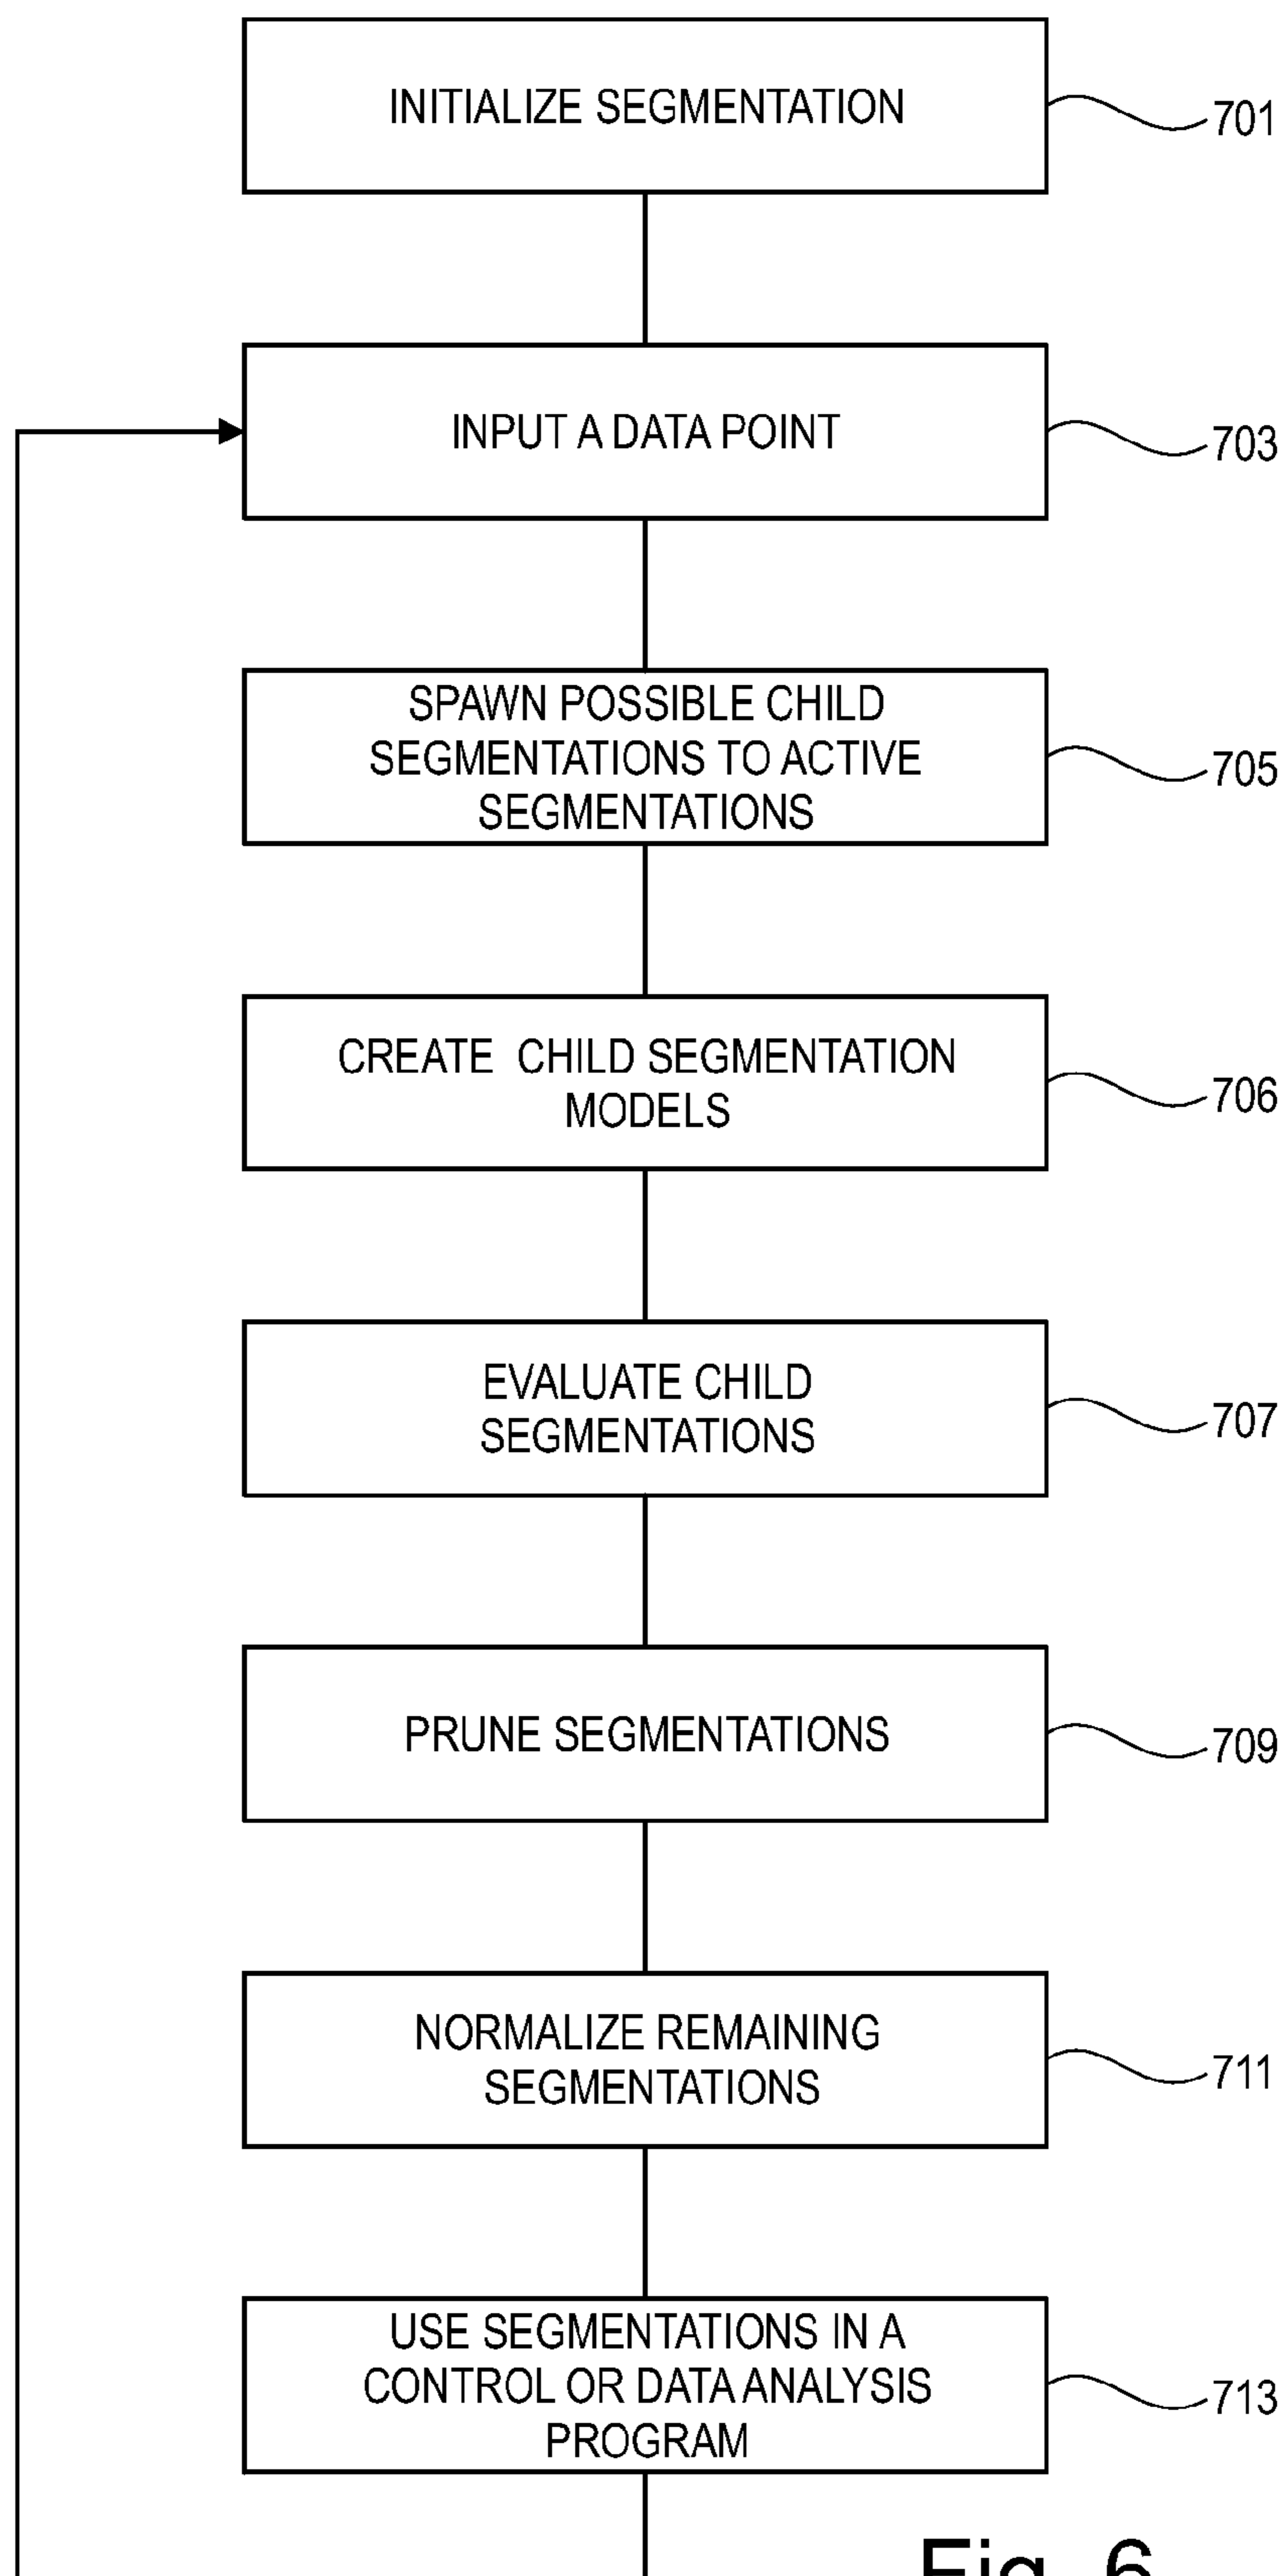 INITIALIZE SEGMENTATION
701
INPUT A DATA POINT
703
SPAWN POSSIBLE CHILD
SEGMENTATIONS TO ACTIVE
SEGMENTATIONS
705
CREATE CHILD SEGMENTATION
MODELS
706
EVALUATE CHILD
SEGMENTATIONS
707
PRUNE SEGMENTATIONS
709
NORMALIZE REMAINING
SEGMENTATIONS
711
USE SEGMENTATIONS IN A
CONTROL OR DATA ANALYSIS
PROGRAM
713
Fig. 6